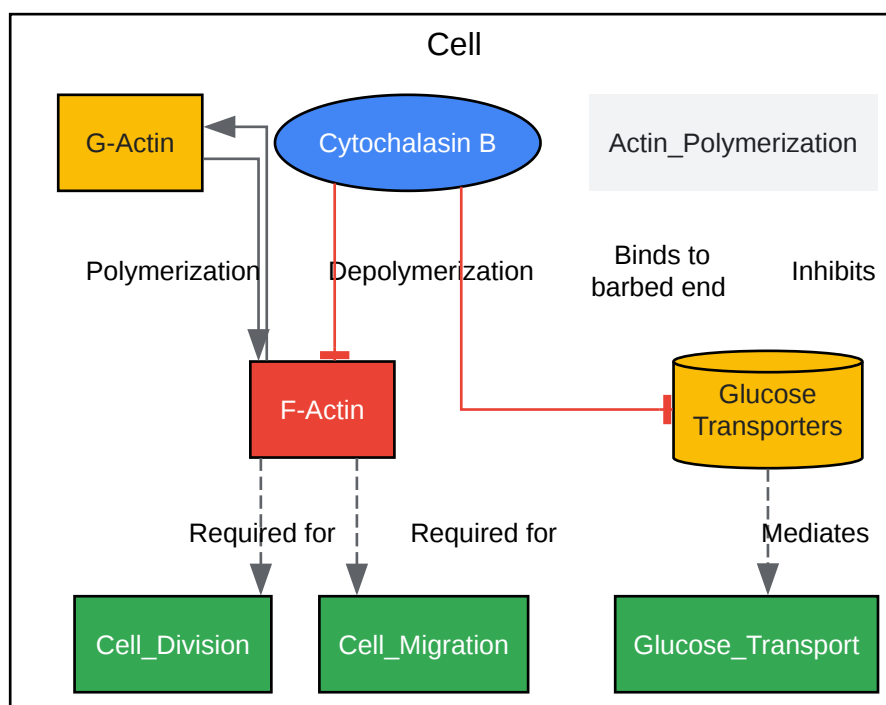 Cell
G-Actin
Cytochalasin B
Actin_Polymerization
Polymerization
Depolymerization
Binds to
barbed end
Inhibits
F-Actin
Glucose
Transporters
Required for
Required for
Mediates
Cell_Division
Cell_Migration
Glucose_Transport